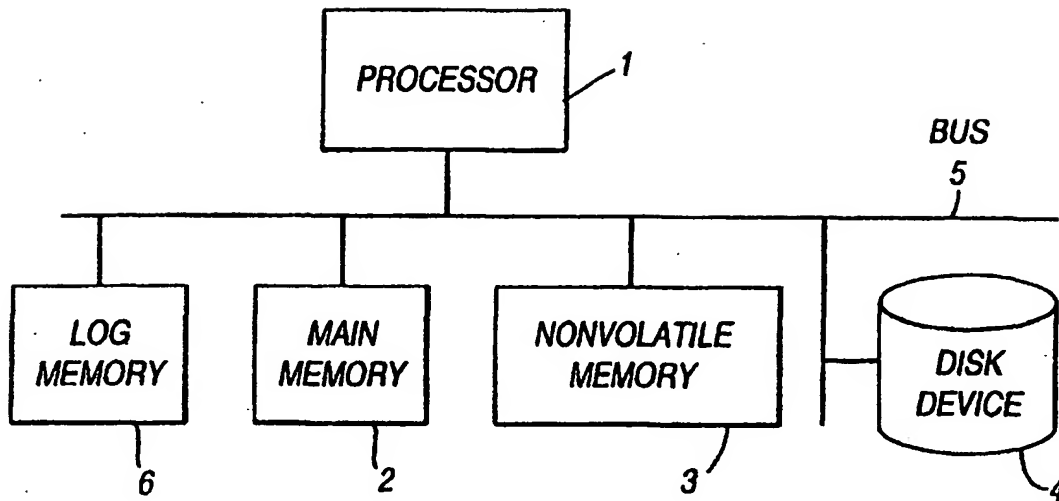 PROCESSOR
1
BUS
5
LOG
MEMORY
6
MAIN
MEMORY
2
NONVOLATILE
MEMORY
3
DISK
DEVICE
4